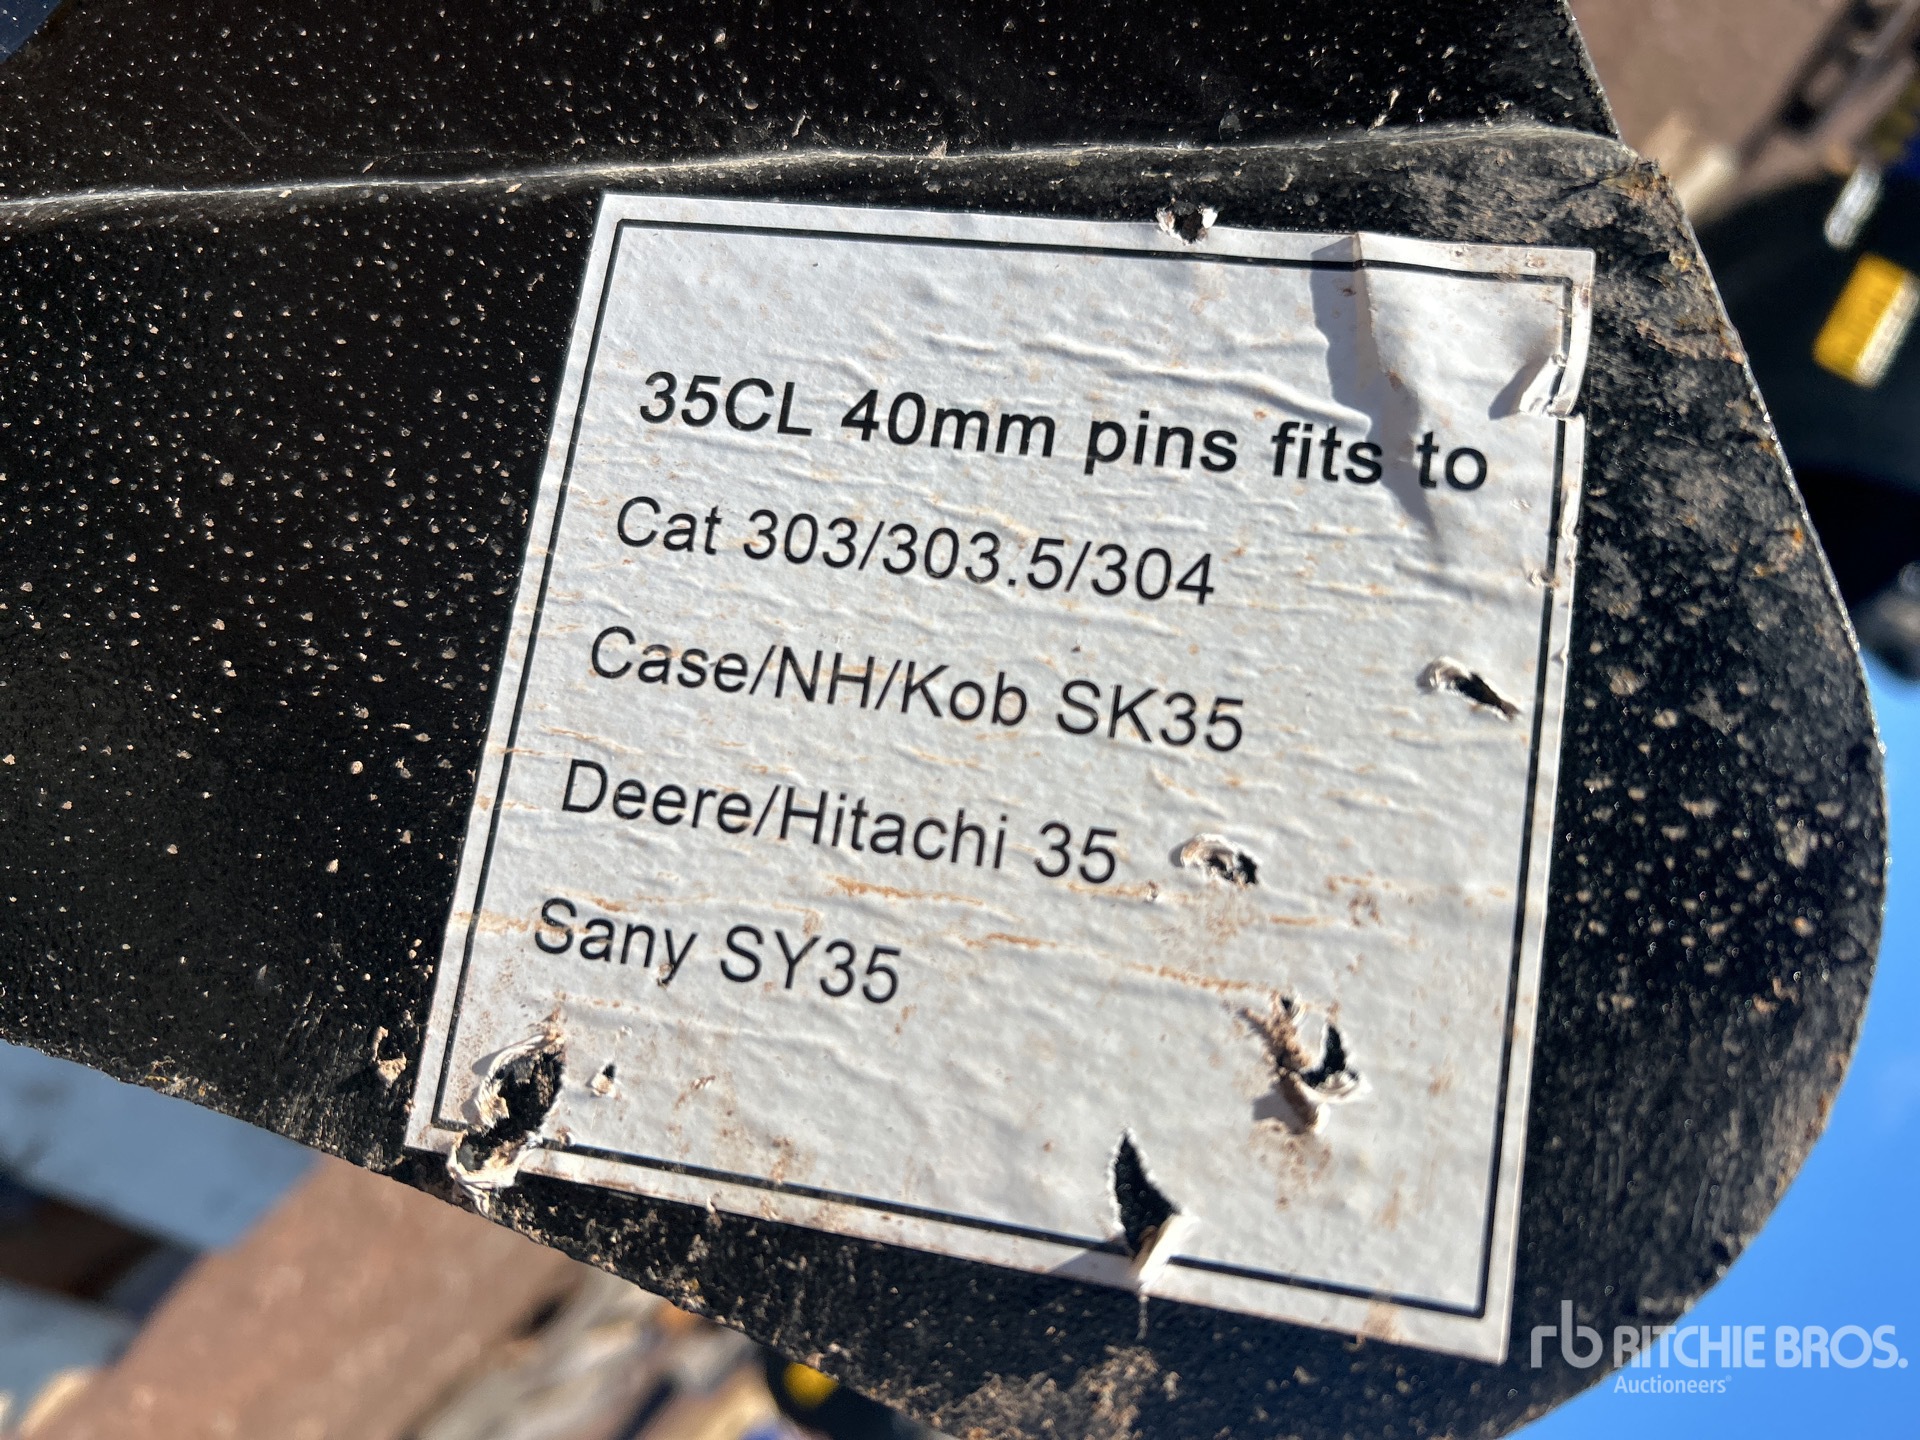 35CL 40mm pins fits to
Cat 303/303.5/304
Case/NH/Kob SK35
Deere/Hitachi 35
Sany SY35
rb RITCHIE BROS.
Auctioneers®